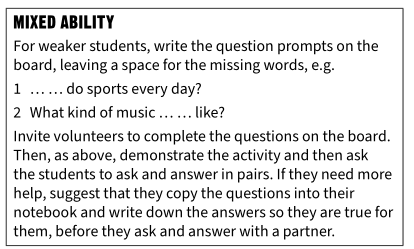 MIXED ABILITY
For weaker students, write the question prompts on the
board, leaving a space for the missing words, e.g.
1 … … do sports every day?
2 What kind of music … … like?
Invite volunteers to complete the questions on the board.
Then, as above, demonstrate the activity and then ask
the students to ask and answer in pairs. If they need more
help, suggest that they copy the questions into their
notebook and write down the answers so they are true for
them, before they ask and answer with a partner.